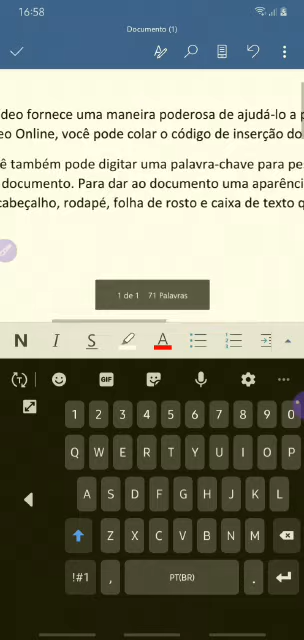 16:58
Documento (1)
deo fornece uma maneira poderosa de ajudá-lo a p
eo Online, você pode colar o código de inserção do
ê também pode digitar uma palavra-chave para pe
documento. Para dar ao documento uma aparênci
cabeçalho, rodapé, folha de rosto e caixa de texto q
1 de 1 71 Palavras
N I S A
GIF
1 2 3 4 5 6 7 8 9 0
Q W E R T Y U I O P
A S D F G H J K L
Z X C V B N M
!#1 , PT(BR) .